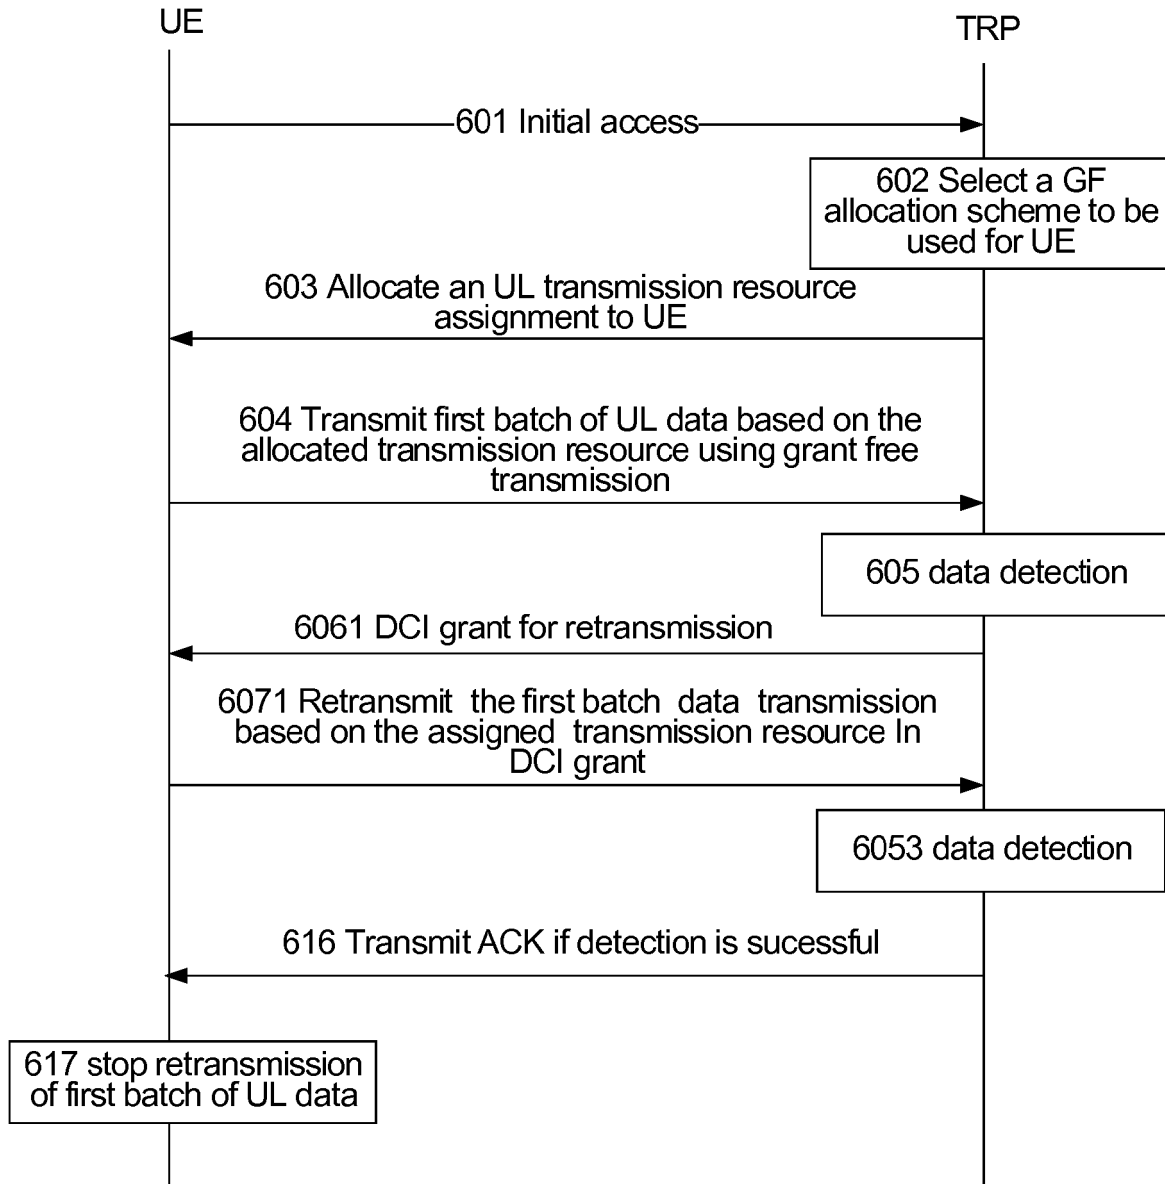 UE
TRP
601 Initial access
602 Select a GF
allocation scheme to be
used for UE
603 Allocate an UL transmission resource
assignment to UE
604 Transmit first batch of UL data based on the
allocated transmission resource using grant free
transmission
605 data detection
6061 DCI grant for retransmission
6071 Retransmit the first batch data transmission
based on the assigned transmission resource In
DCI grant
6053 data detection
616 Transmit ACK if detection is sucessful
617 stop retransmission
of first batch of UL data